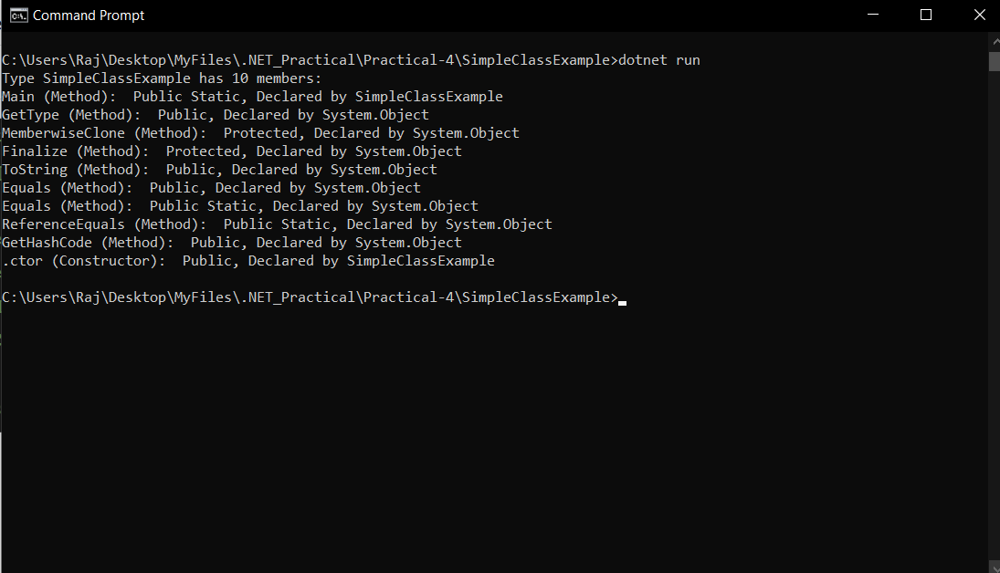 Command Prompt
C:\Users\Raj\Desktop\MyFiles\.NET_Practical\Practical-4\SimpleClassExample>dotnet run
Type SimpleClassExample has 10 members:
Main (Method):  Public Static, Declared by SimpleClassExample
GetType (Method):  Public, Declared by System.Object
MemberwiseClone (Method):  Protected, Declared by System.Object
Finalize (Method):  Protected, Declared by System.Object
ToString (Method):  Public, Declared by System.Object
Equals (Method):  Public, Declared by System.Object
Equals (Method):  Public Static, Declared by System.Object
ReferenceEquals (Method):  Public Static, Declared by System.Object
GetHashCode (Method):  Public, Declared by System.Object
.ctor (Constructor):  Public, Declared by SimpleClassExample
C:\Users\Raj\Desktop\MyFiles\.NET_Practical\Practical-4\SimpleClassExample>